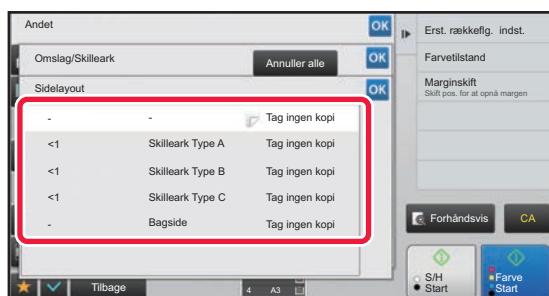 Andet OK
Omslag/Skilleark Annuller alle OK
Sidelayout OK
- - Tag ingen kopi
<1 Skilleark Type A Tag ingen kopi
<1 Skilleark Type B Tag ingen kopi
<1 Skilleark Type C Tag ingen kopi
- Bagside Tag ingen kopi
Tilbage
4 A3
Erst. rækkeflg. indst.
Farvetilstand
Marginskift
Skift pos. for at opnå margen
Forhåndsvis CA
S/H
Start
Farve
Start